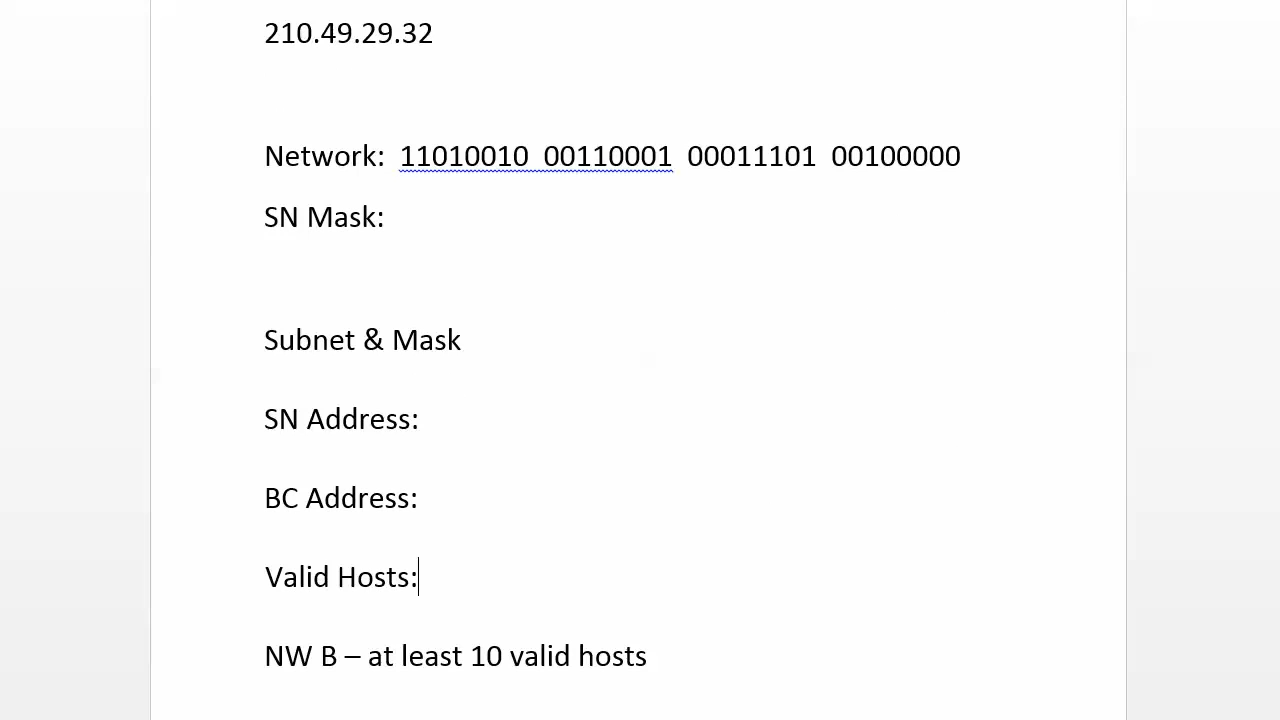 210.49.29.32
Network: 11010010 00110001 00011101 00100000
SN Mask:
Subnet & Mask
SN Address:
BC Address:
Valid Hosts:
NW B – at least 10 valid hosts